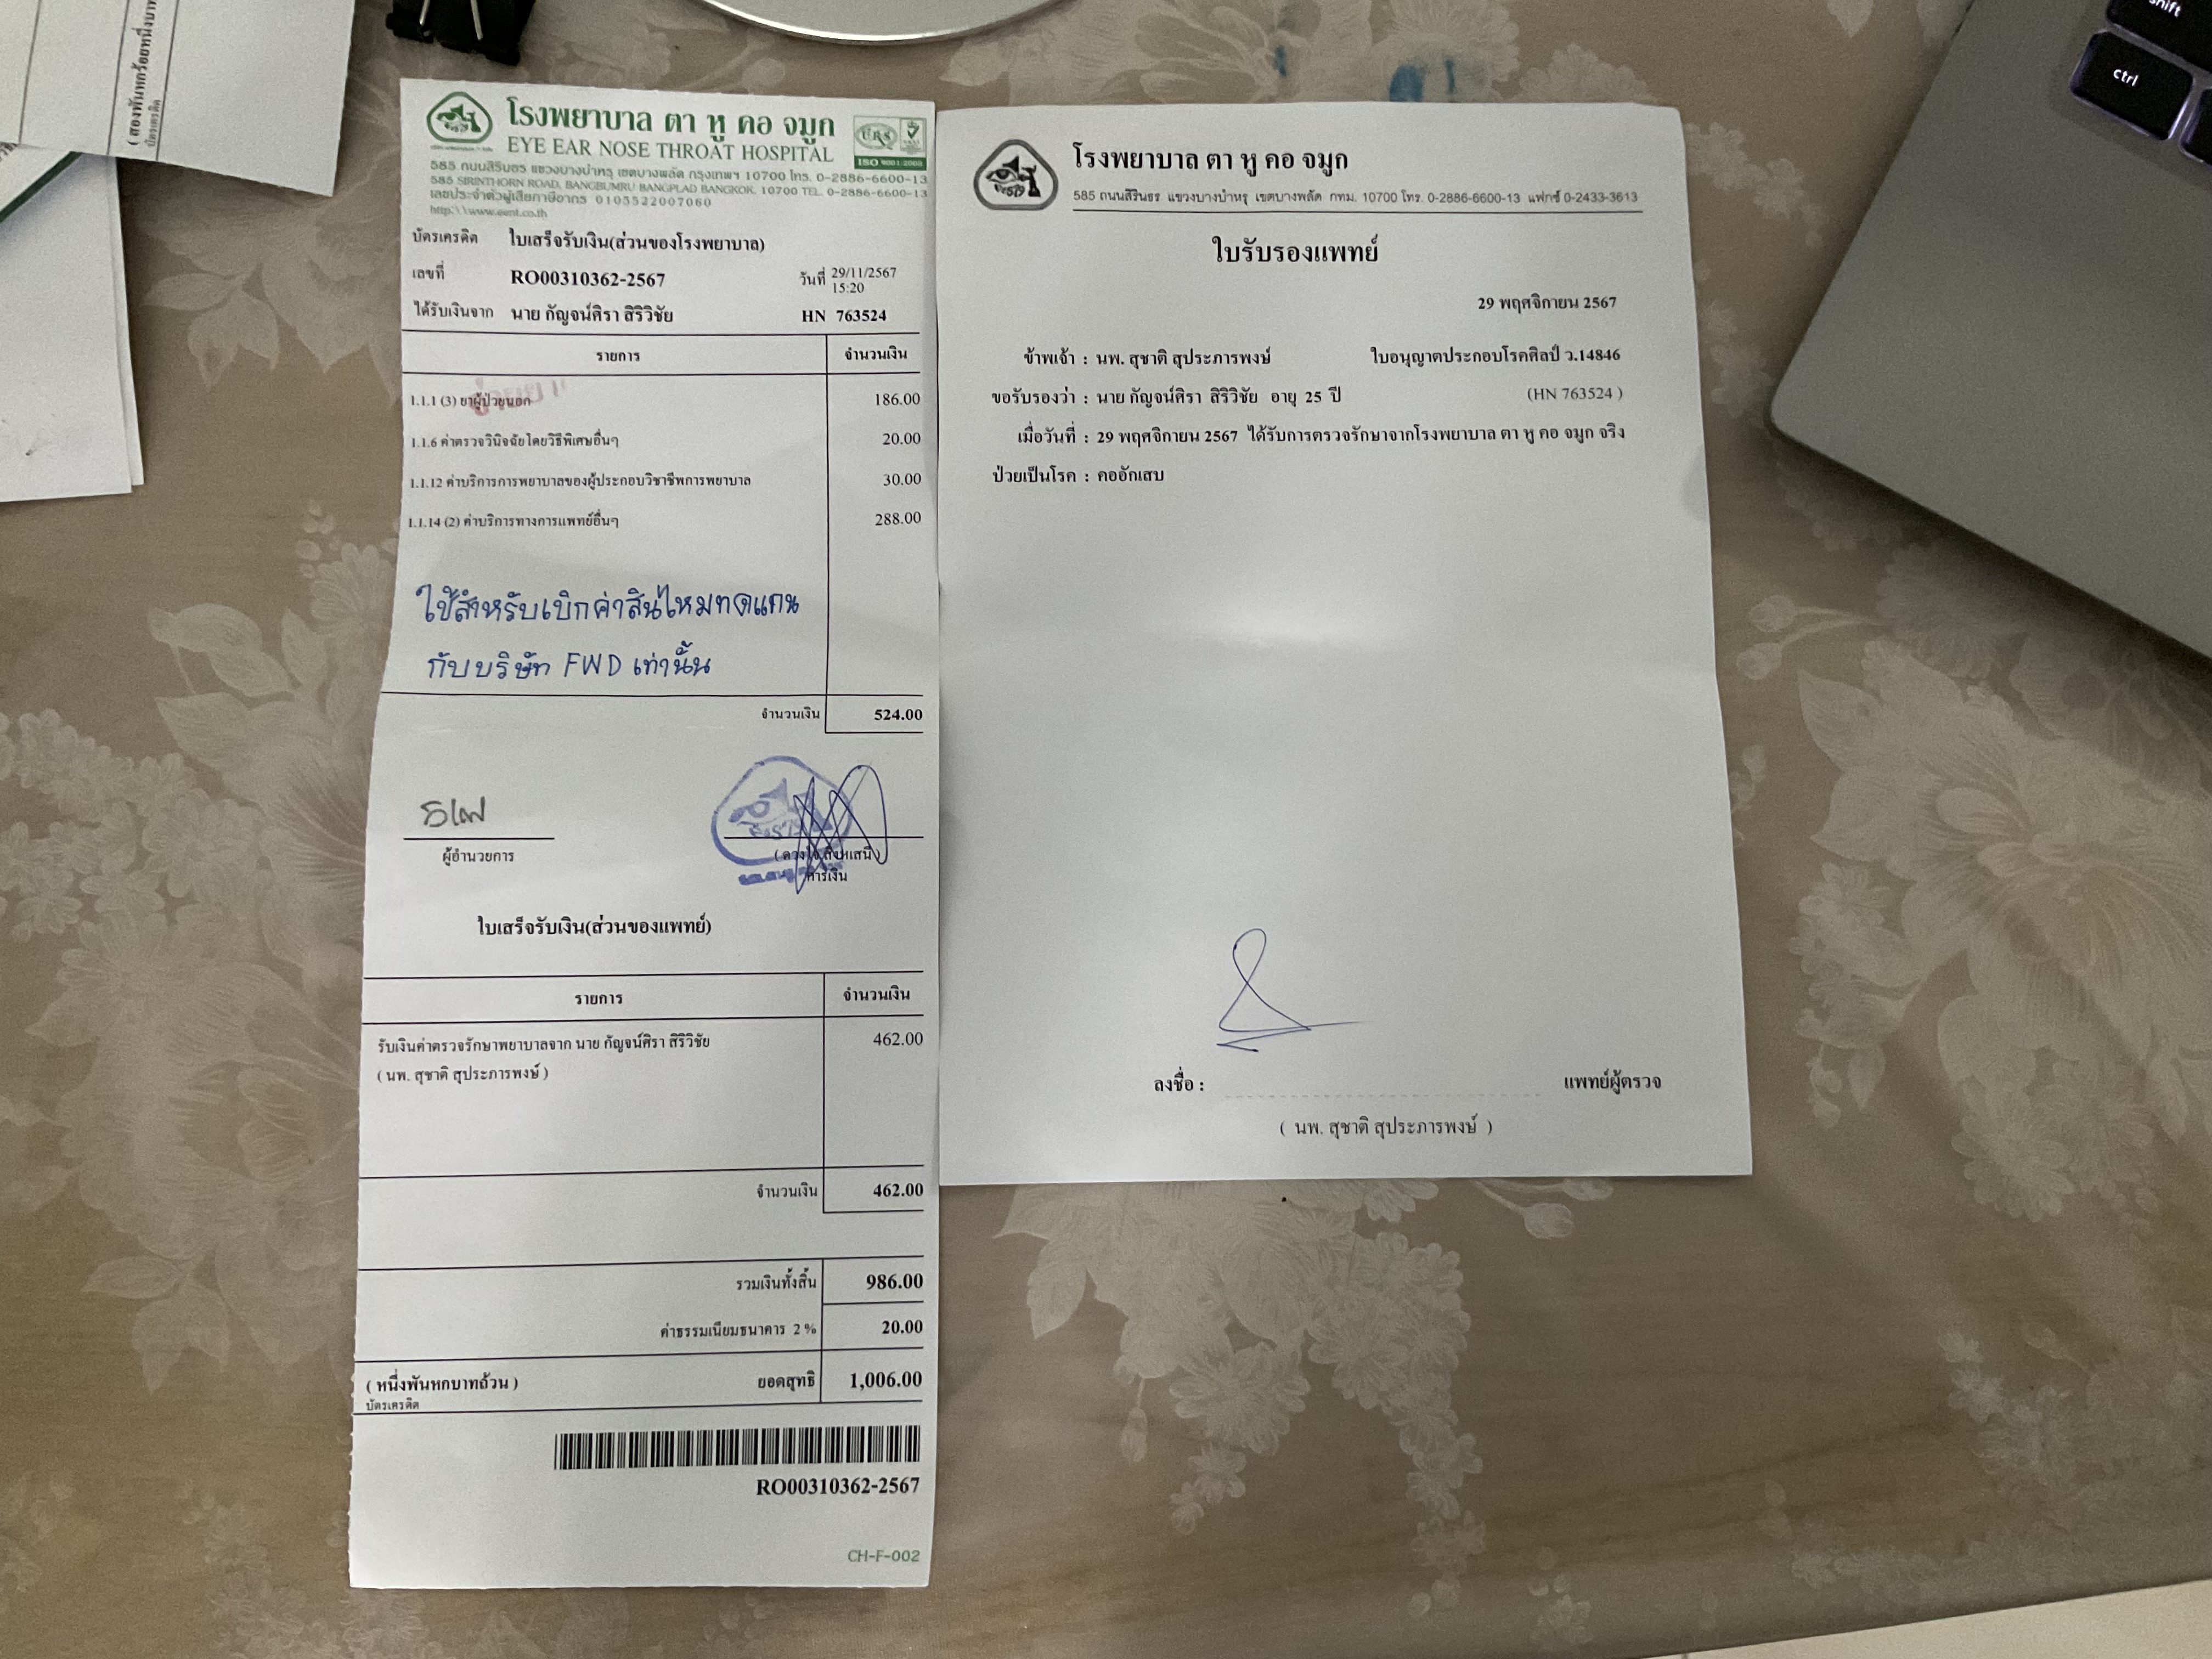 ( สองพันหกร้อยหนึ่งบาท
บัตรเครดิต
shift
ctrl
โรงพยาบาล ตา หู คอ จมูก
EYE EAR NOSE THROAT HOSPITAL
URS
ISO 9001:2008
585 ถนนสิรินธร แขวงบางบำหรุ เขตบางพลัด กรุงเทพฯ 10700 โทร. 0-2886-6600-13
585 SIRINTHORN ROAD, BANGBUMRU BANGPLAD BANGKOK. 10700 TEL. 0-2886-6600-13
เลขประจำตัวผู้เสียภาษีอากร 0105522007060
http:\\www.eent.co.th
บัตรเครดิต ใบเสร็จรับเงิน(ส่วนของโรงพยาบาล)
เลขที่ RO00310362-2567 วันที่ 29/11/2567
15:20
ได้รับเงินจาก นาย กัญจน์ศิรา สิริวิชัย HN 763524
รายการ จำนวนเงิน
1.1.1 (3) ยาผู้ป่วยนอก 186.00
1.1.6 ค่าตรวจวินิจฉัยโดยวิธีพิเศษอื่นๆ 20.00
1.1.12 ค่าบริการการพยาบาลของผู้ประกอบวิชาชีพการพยาบาล 30.00
1.1.14 (2) ค่าบริการทางการแพทย์อื่นๆ 288.00
ใช้สำหรับเบิกค่าสินไหมทดแทน
กับบริษัท FWD เท่านั้น
จำนวนเงิน 524.00
ผู้อำนวยการ
การเงิน
ใบเสร็จรับเงิน(ส่วนของแพทย์)
รายการ จำนวนเงิน
รับเงินค่าตรวจรักษาพยาบาลจาก นาย กัญจน์ศิรา สิริวิชัย 462.00
( นพ. สุชาติ สุประภารพงษ์ )
จำนวนเงิน 462.00
รวมเงินทั้งสิ้น 986.00
ค่าธรรมเนียมธนาคาร 2 % 20.00
( หนึ่งพันหกบาทถ้วน ) ยอดสุทธิ 1,006.00
บัตรเครดิต
RO00310362-2567
CH-F-002
โรงพยาบาล ตา หู คอ จมูก
585 ถนนสิรินธร แขวงบางบำหรุ เขตบางพลัด กทม. 10700 โทร. 0-2886-6600-13 แฟกซ์ 0-2433-3613
ใบรับรองแพทย์
29 พฤศจิกายน 2567
ข้าพเจ้า : นพ. สุชาติ สุประภารพงษ์ ใบอนุญาตประกอบโรคศิลป์ ว.14846
ขอรับรองว่า : นาย กัญจน์ศิรา สิริวิชัย อายุ 25 ปี (HN 763524 )
เมื่อวันที่ : 29 พฤศจิกายน 2567 ได้รับการตรวจรักษาจากโรงพยาบาล ตา หู คอ จมูก จริง
ป่วยเป็นโรค : คออักเสบ
ลงชื่อ : แพทย์ผู้ตรวจ
( นพ. สุชาติ สุประภารพงษ์ )